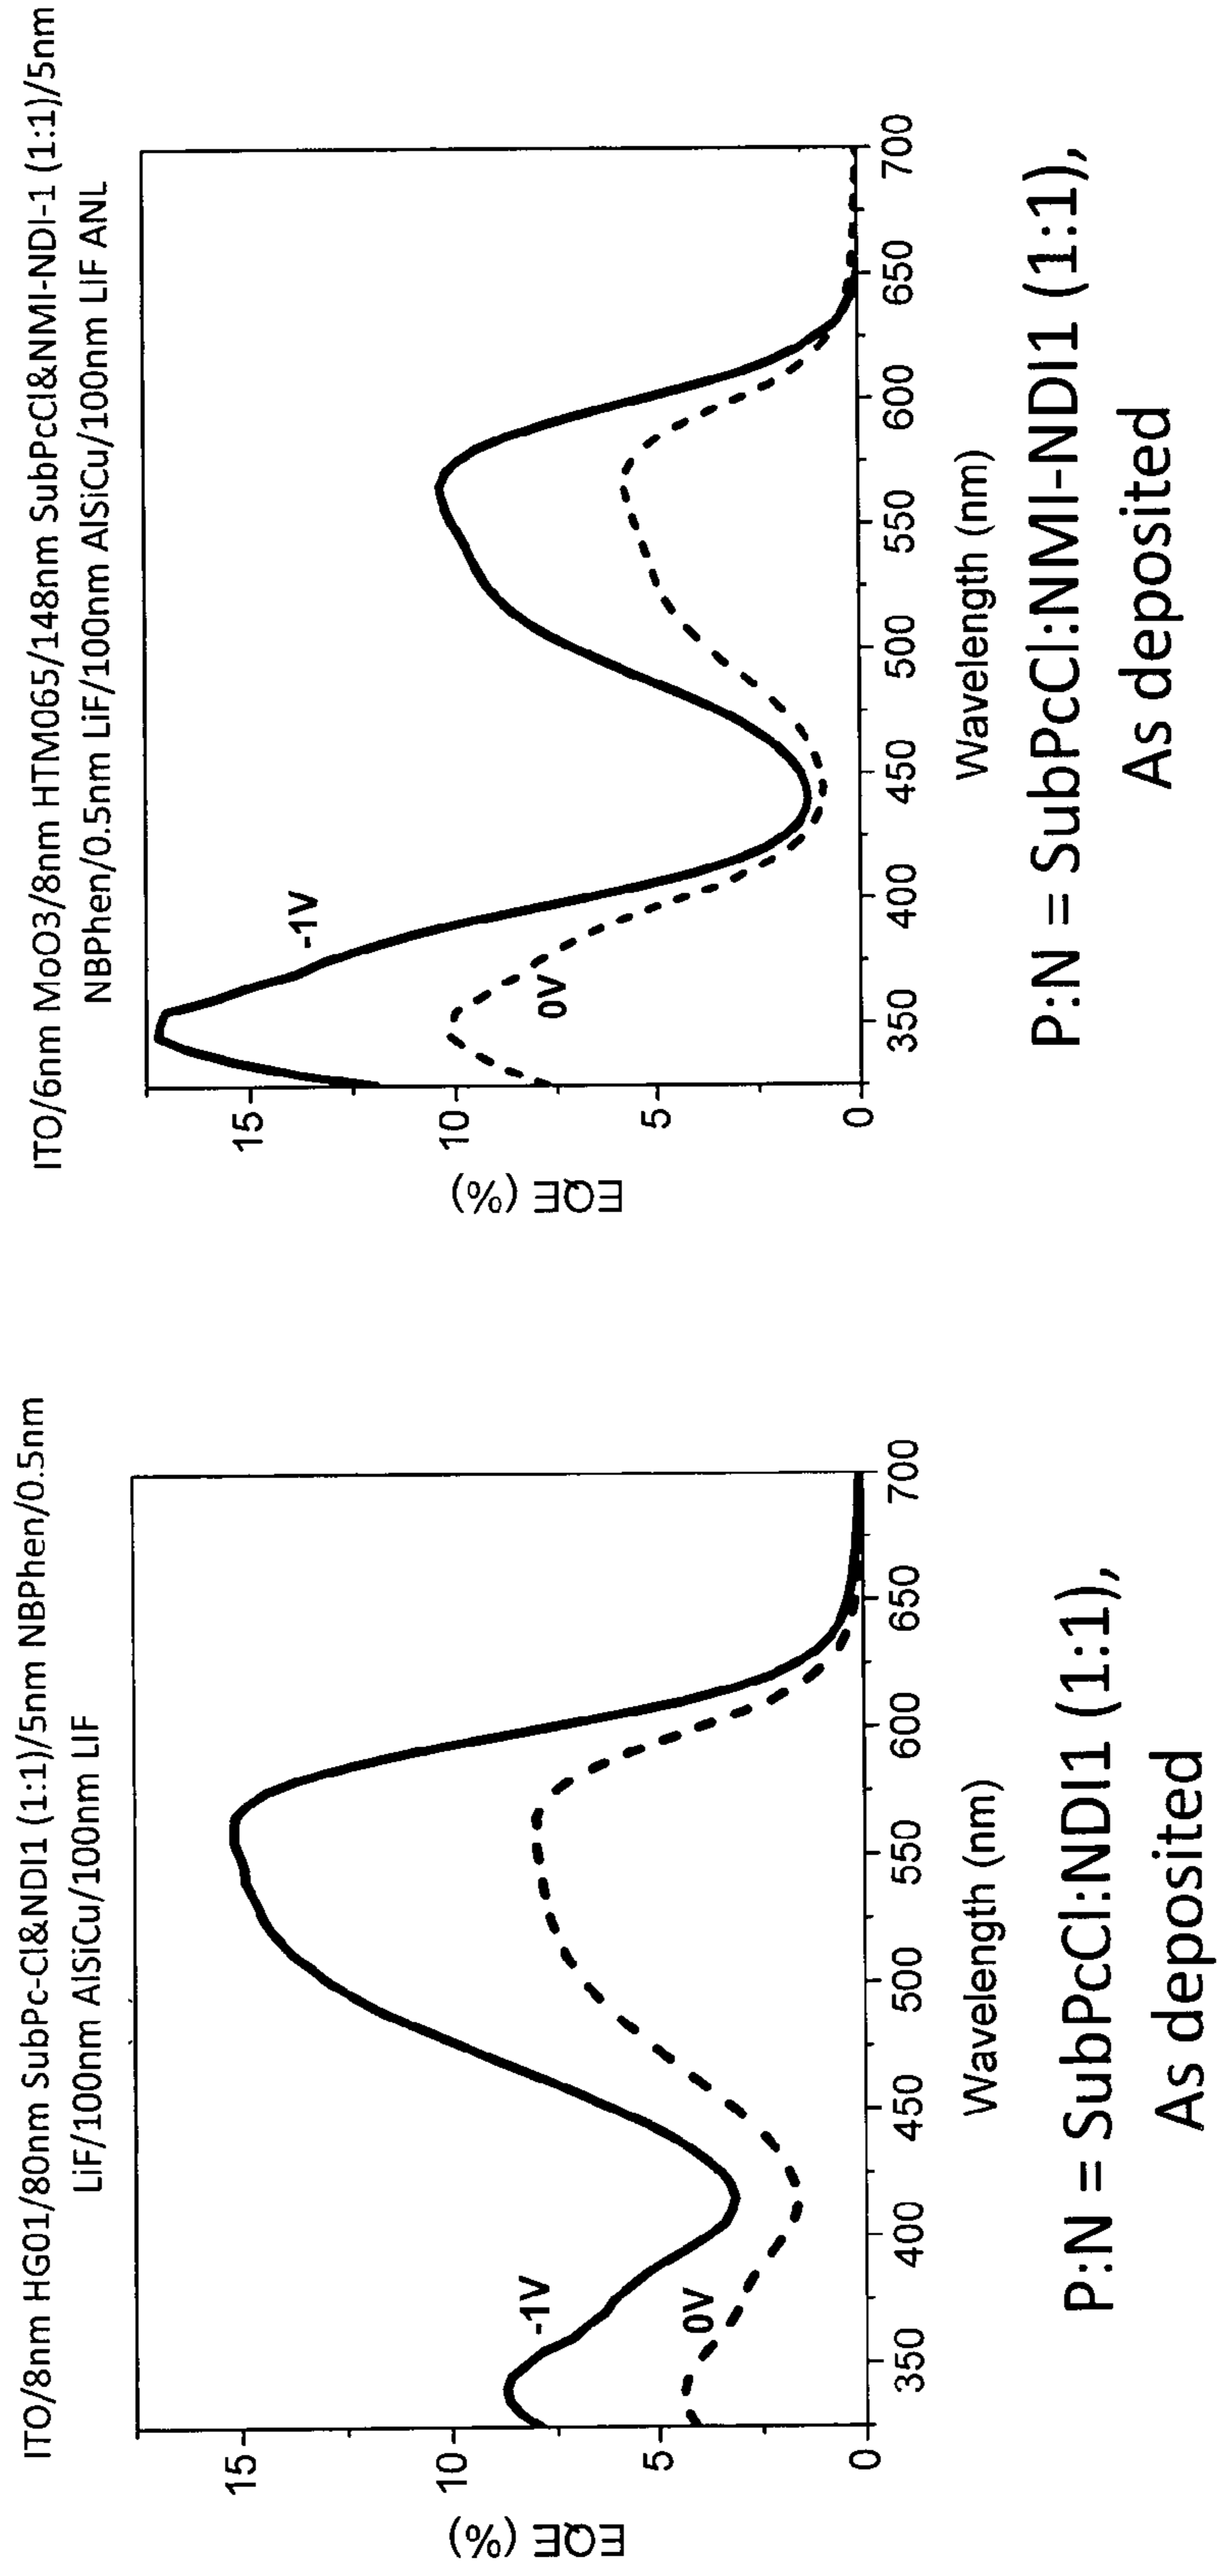 ITO/8nm HG01/80nm SubPc-Cl&NDI1 (1:1)/5nm NBPhen/0.5nm
LiF/100nm AlSiCu/100nm LIF
EQE (%)
15
10
5
0
-1V
0V
350
400
450
500
550
600
650
700
Wavelength (nm)
P:N = SubPcCl:NDI1 (1:1),
As deposited
ITO/6nm MoO3/8nm HTM065/148nm SubPcCl&NMI-NDI-1 (1:1)/5nm
NBPhen/0.5nm LiF/100nm AlSiCu/100nm LiF ANL
EQE (%)
15
10
5
0
-1V
0V
350
400
450
500
550
600
650
700
Wavelength (nm)
P:N = SubPcCl:NMI-NDI1 (1:1),
As deposited